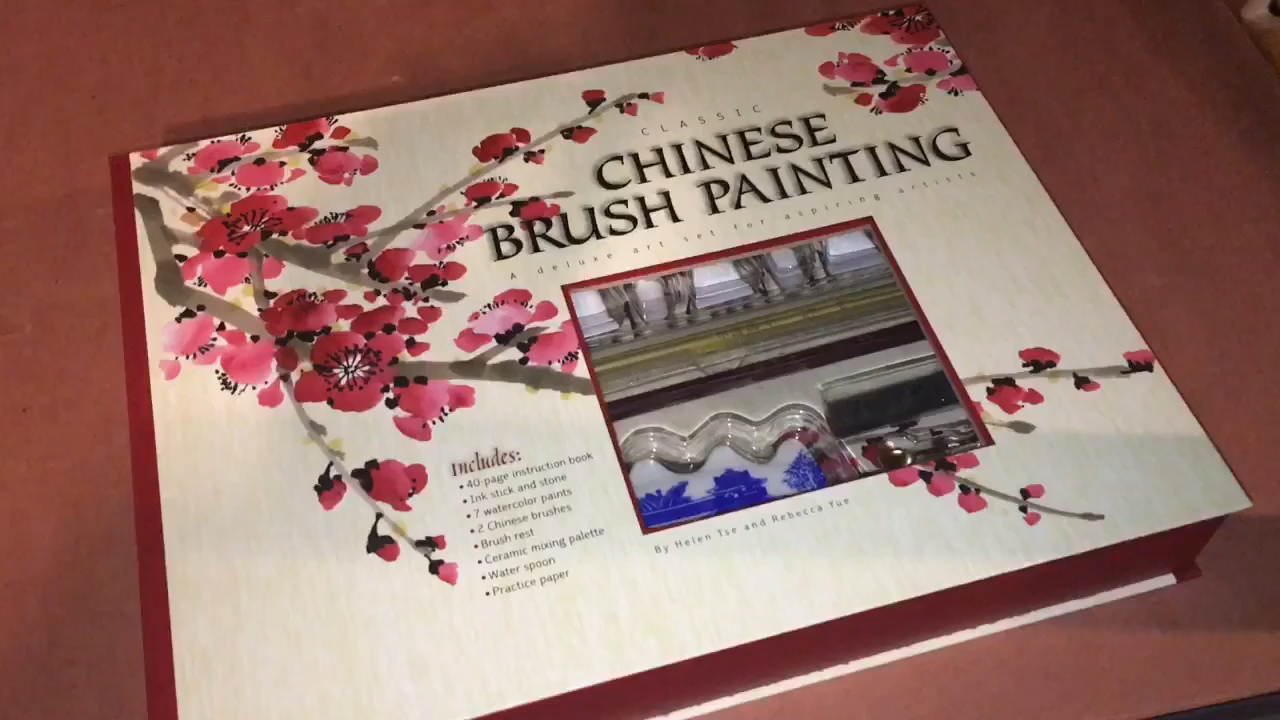 CLASSIC
CHINESE
BRUSH PAINTING
A deluxe art set for aspiring artists
Includes:
• 40-page instruction book
• Ink stick and stone
• 7 watercolor paints
• 2 Chinese brushes
• Brush rest
• Ceramic mixing palette
• Water spoon
• Practice paper
By Helen Tse and Rebecca Yue